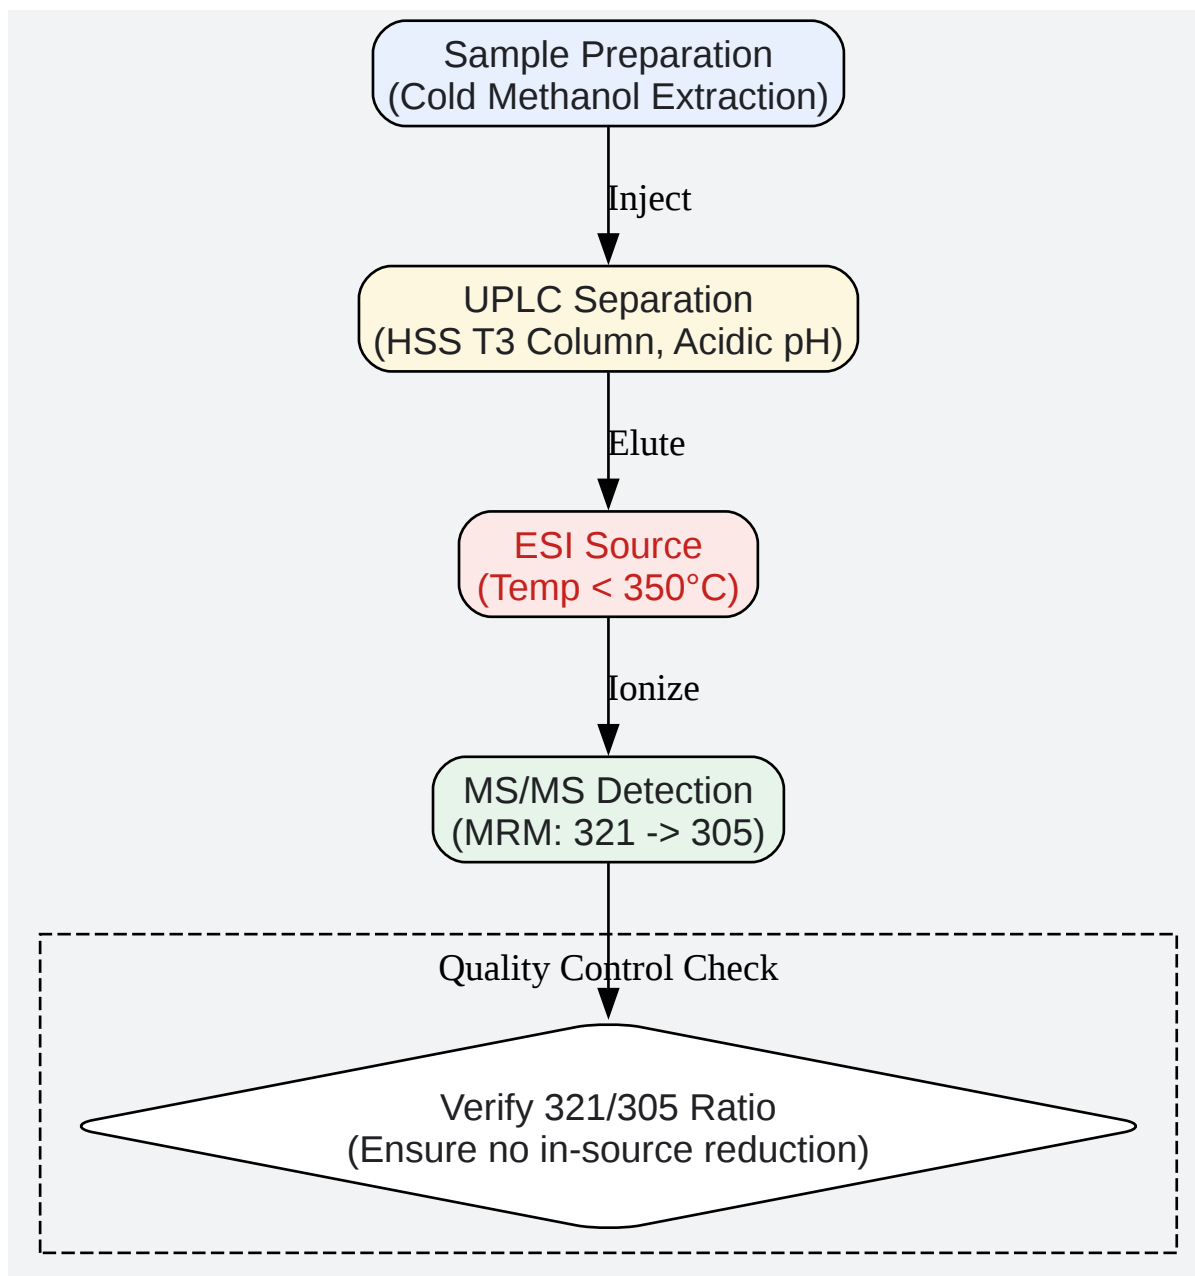 Sample Preparation
(Cold Methanol Extraction)
Inject
UPLC Separation
(HSS T3 Column, Acidic pH)
Elute
ESI Source
(Temp < 350°C)
Ionize
MS/MS Detection
(MRM: 321 -> 305)
Quality Control Check
Verify 321/305 Ratio
(Ensure no in-source reduction)